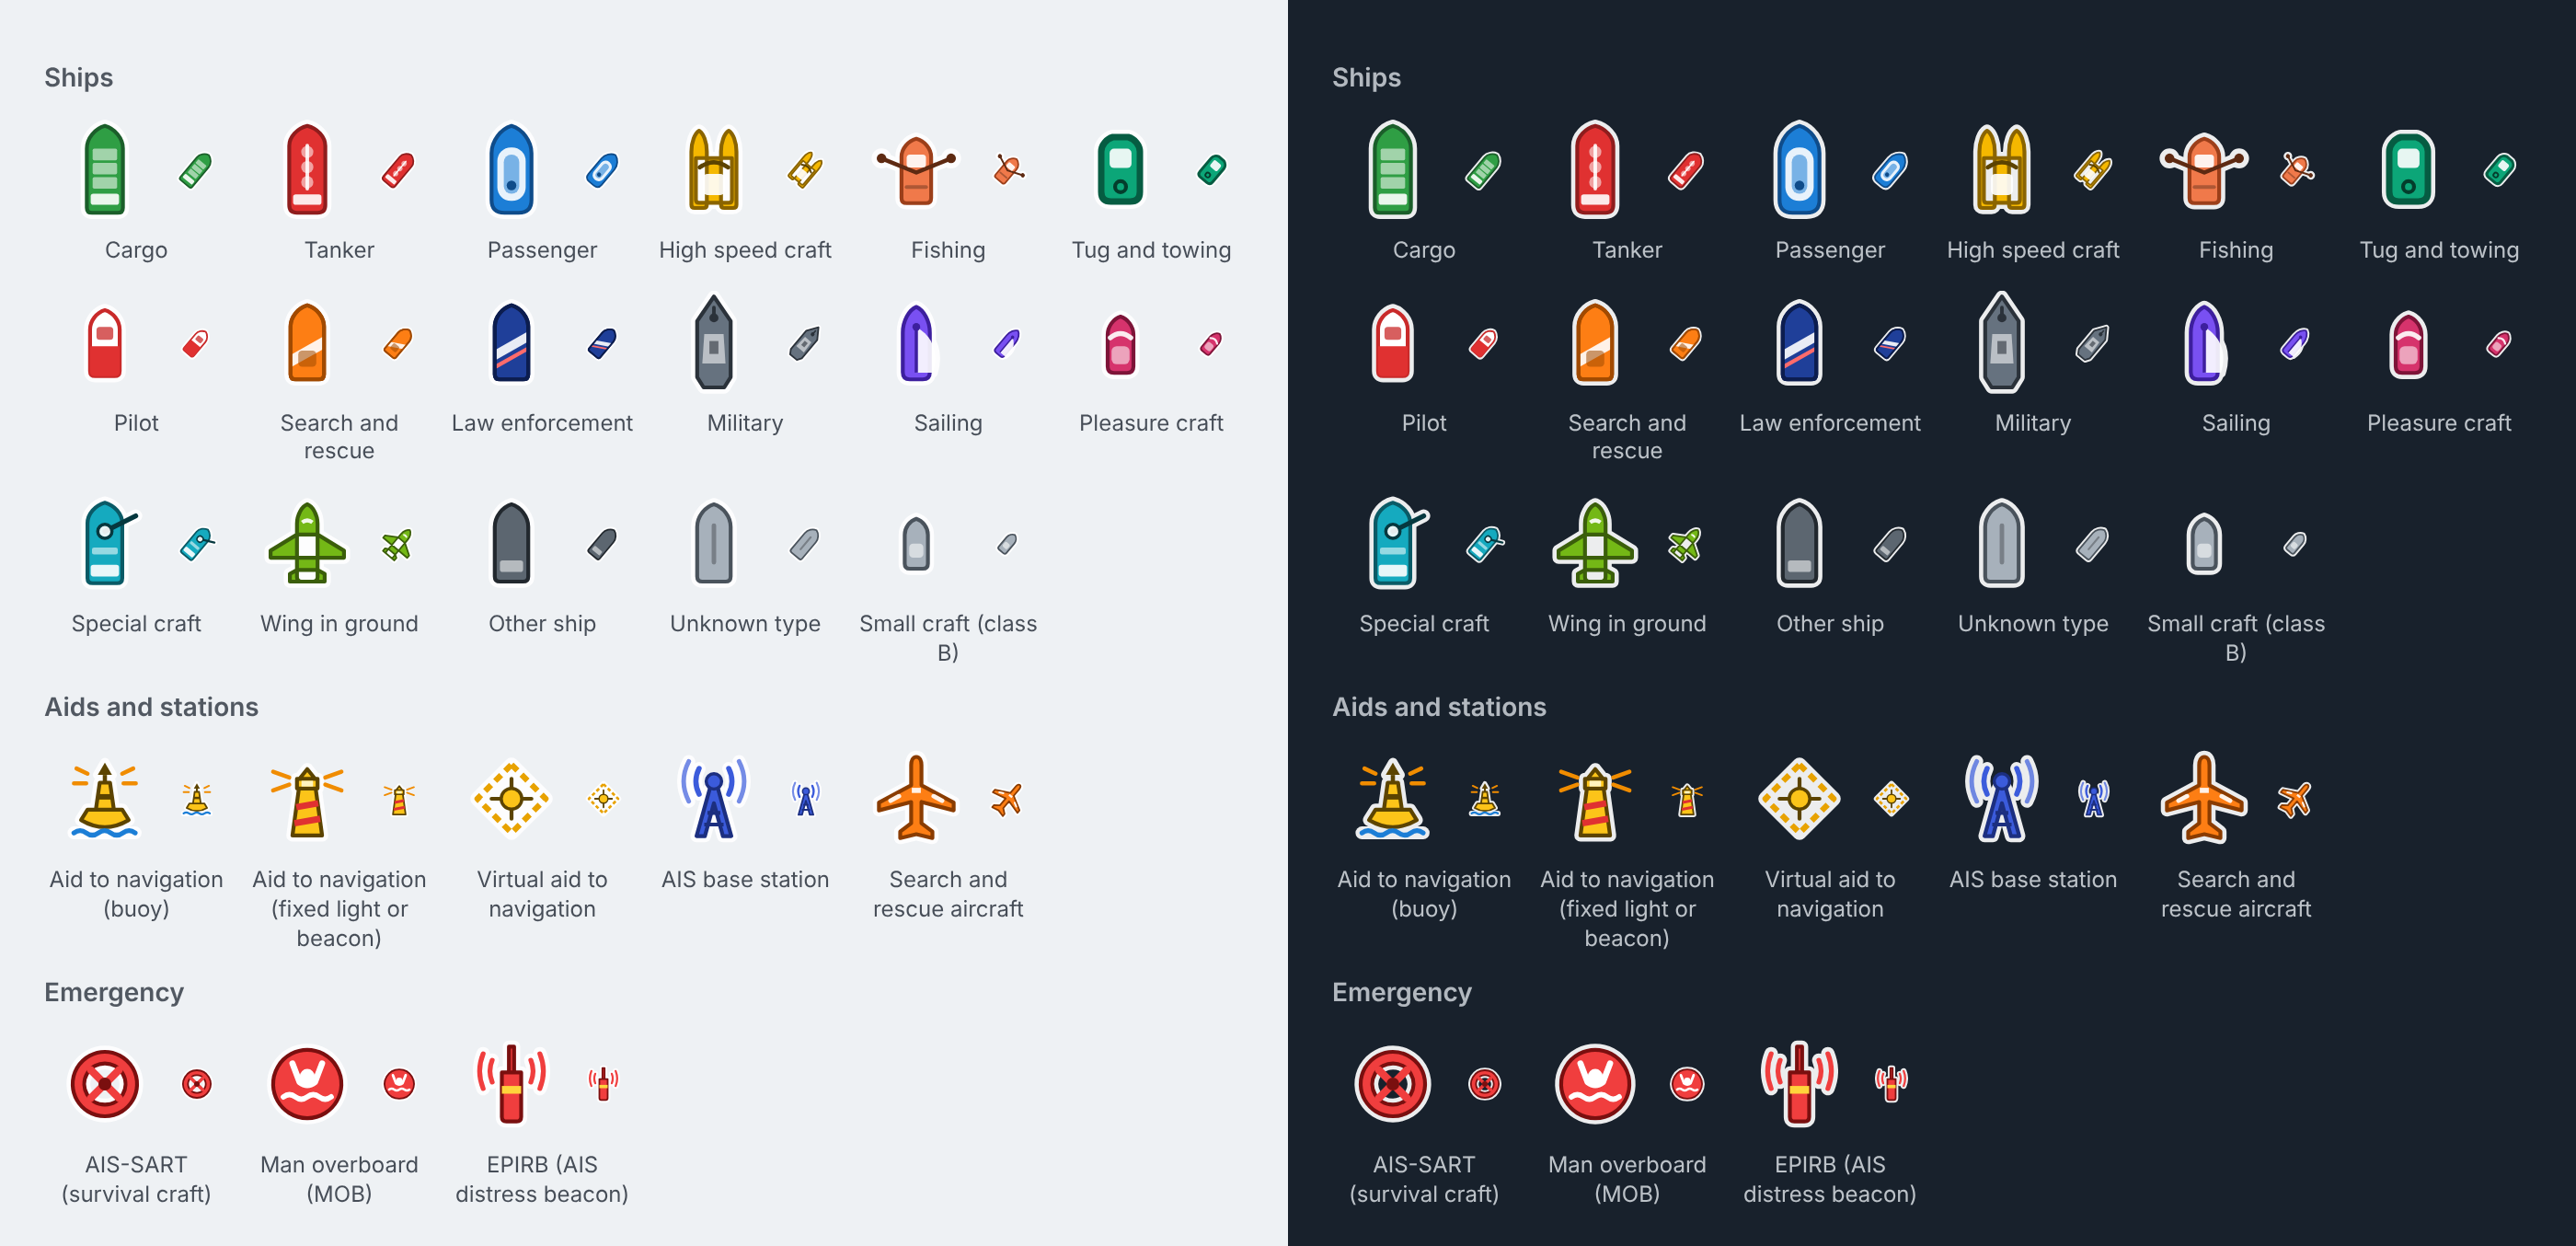 Ships
Cargo
Tanker
Passenger
High speed craft
Fishing
Tug and towing
Pilot
Search and
rescue
Law enforcement
Military
Sailing
Pleasure craft
Special craft
Wing in ground
Other ship
Unknown type
Small craft (class
B)
Aids and stations
Aid to navigation
(buoy)
Aid to navigation
(fixed light or
beacon)
Virtual aid to
navigation
AIS base station
Search and
rescue aircraft
Emergency
AIS-SART
(survival craft)
Man overboard
(MOB)
EPIRB (AIS
distress beacon)
Ships
Cargo
Tanker
Passenger
High speed craft
Fishing
Tug and towing
Pilot
Search and
rescue
Law enforcement
Military
Sailing
Pleasure craft
Special craft
Wing in ground
Other ship
Unknown type
Small craft (class
B)
Aids and stations
Aid to navigation
(buoy)
Aid to navigation
(fixed light or
beacon)
Virtual aid to
navigation
AIS base station
Search and
rescue aircraft
Emergency
AIS-SART
(survival craft)
Man overboard
(MOB)
EPIRB (AIS
distress beacon)